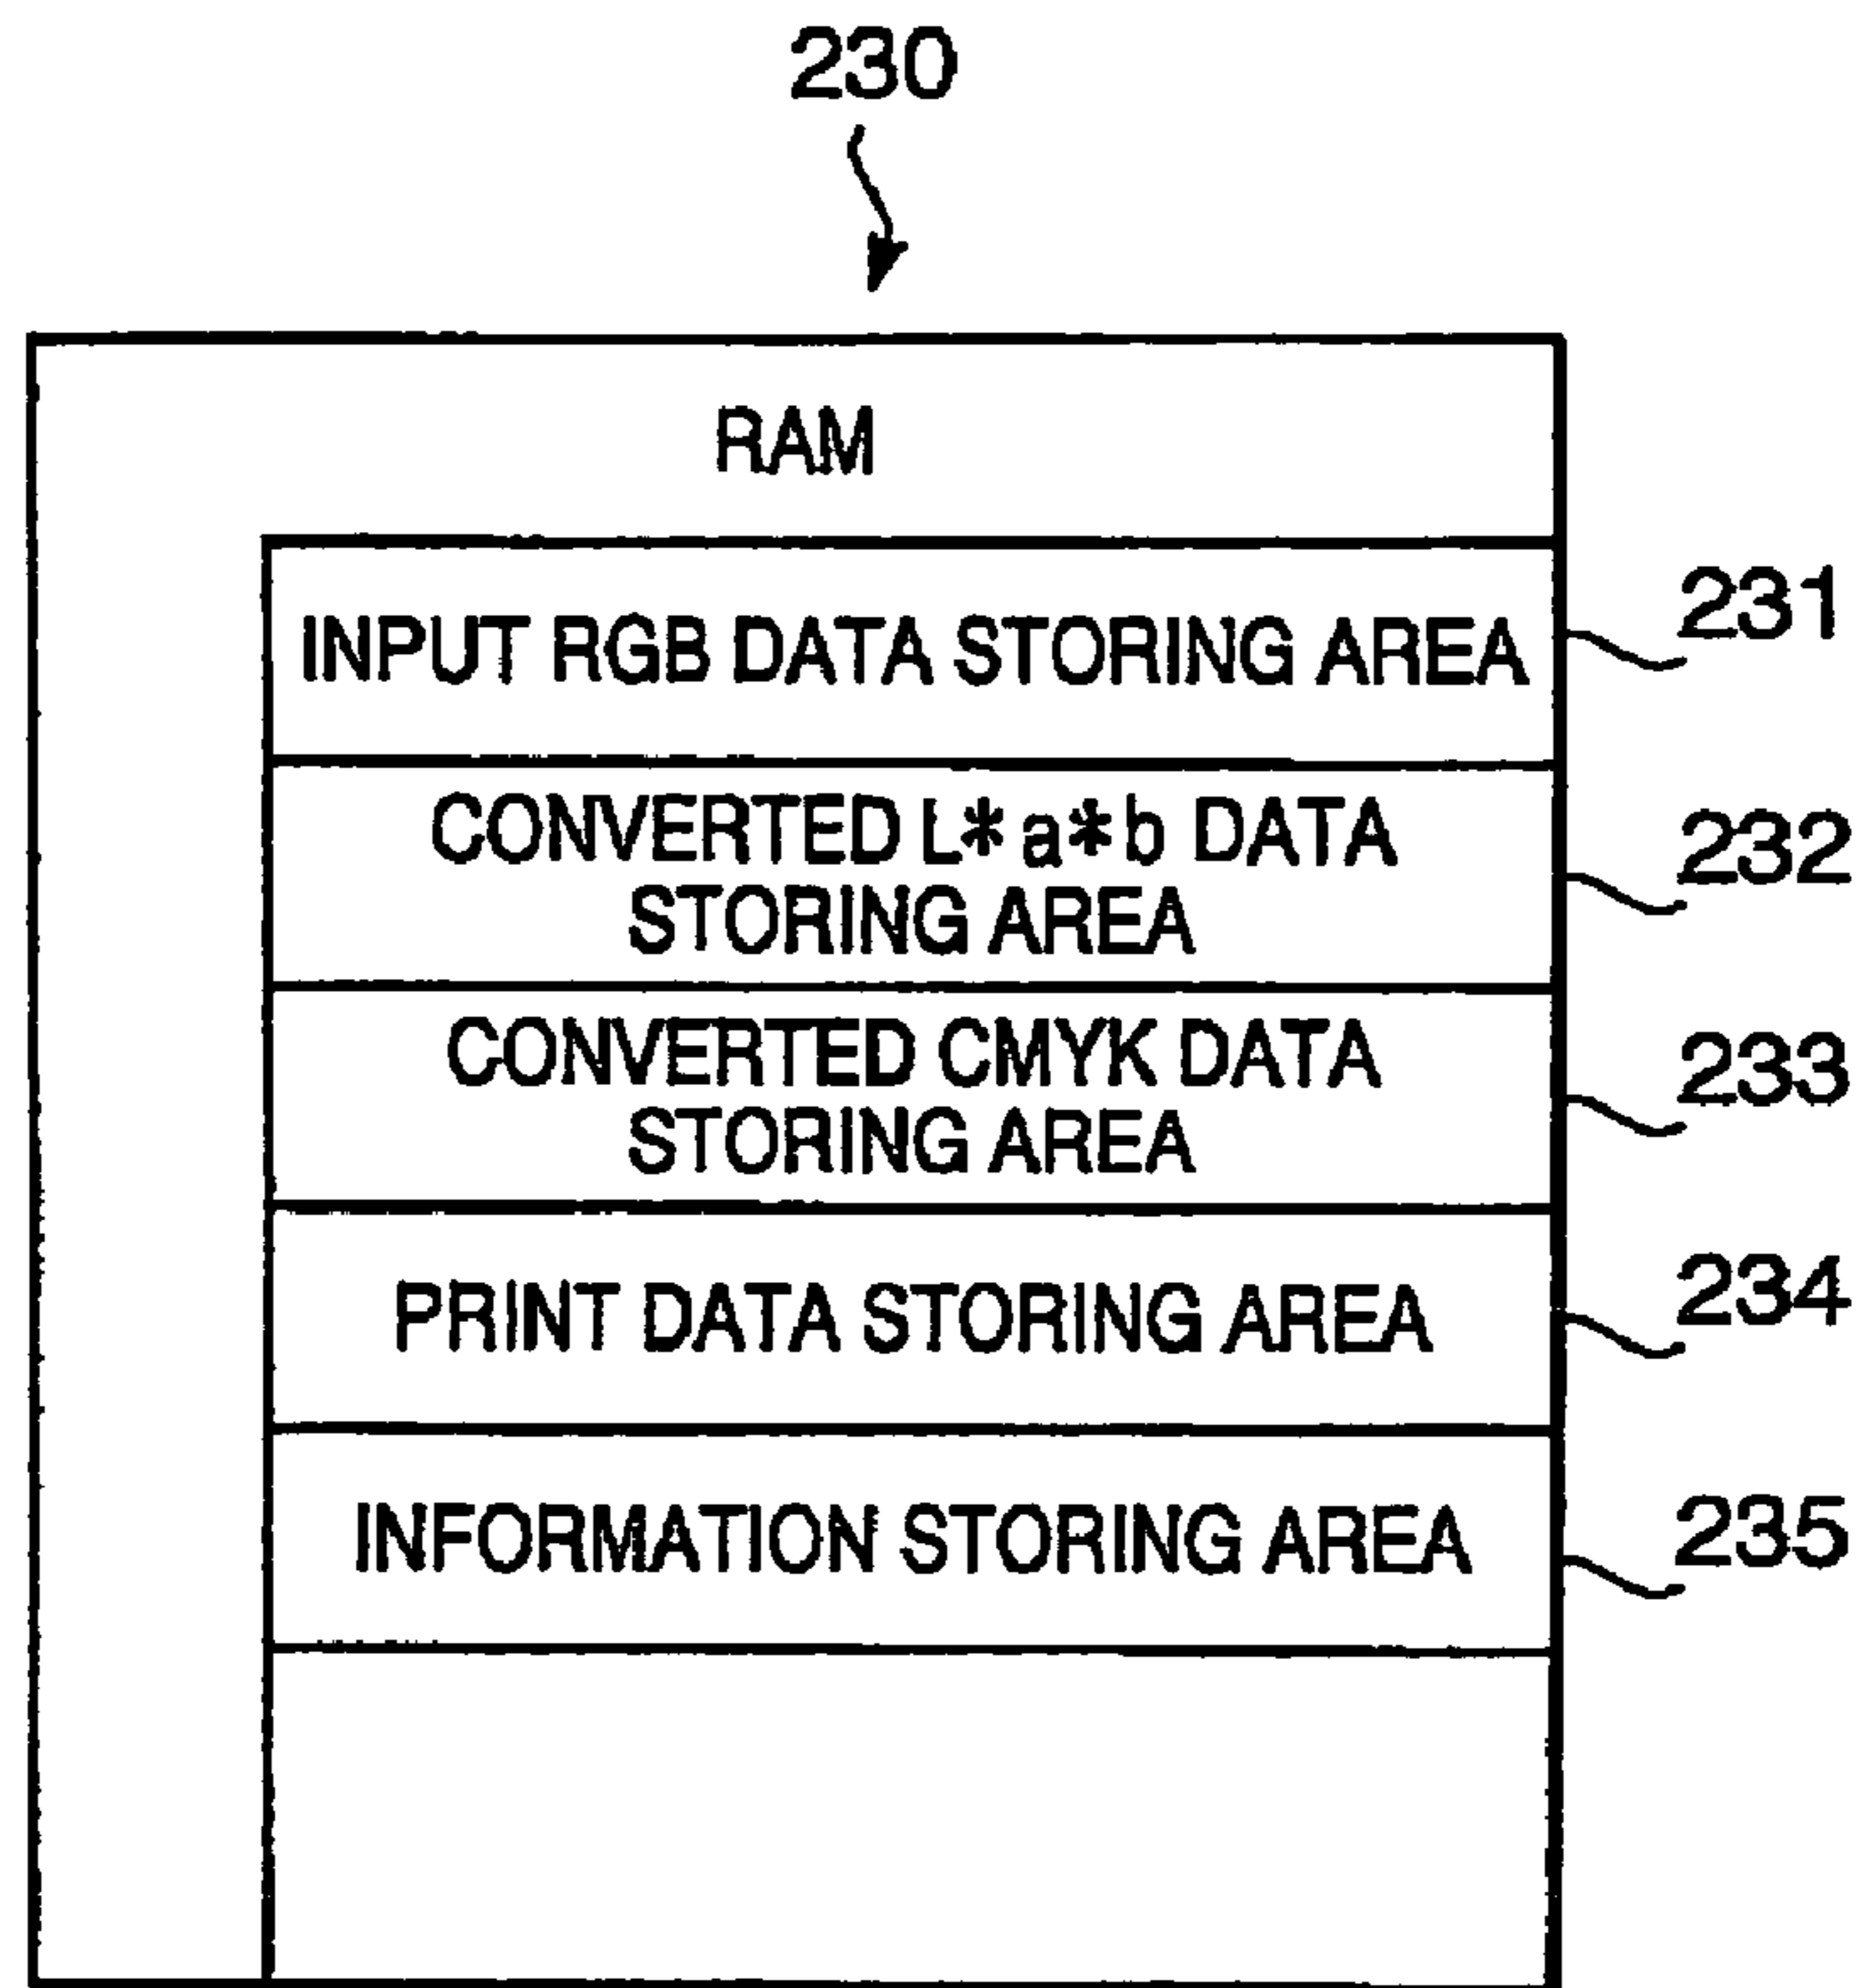 230
RAM
INPUT RGB DATA STORING AREA
231
CONVERTED L*a*b DATA
STORING AREA
232
CONVERTED CMYK DATA
STORING AREA
233
PRINT DATA STORING AREA
234
INFORMATION STORING AREA
235